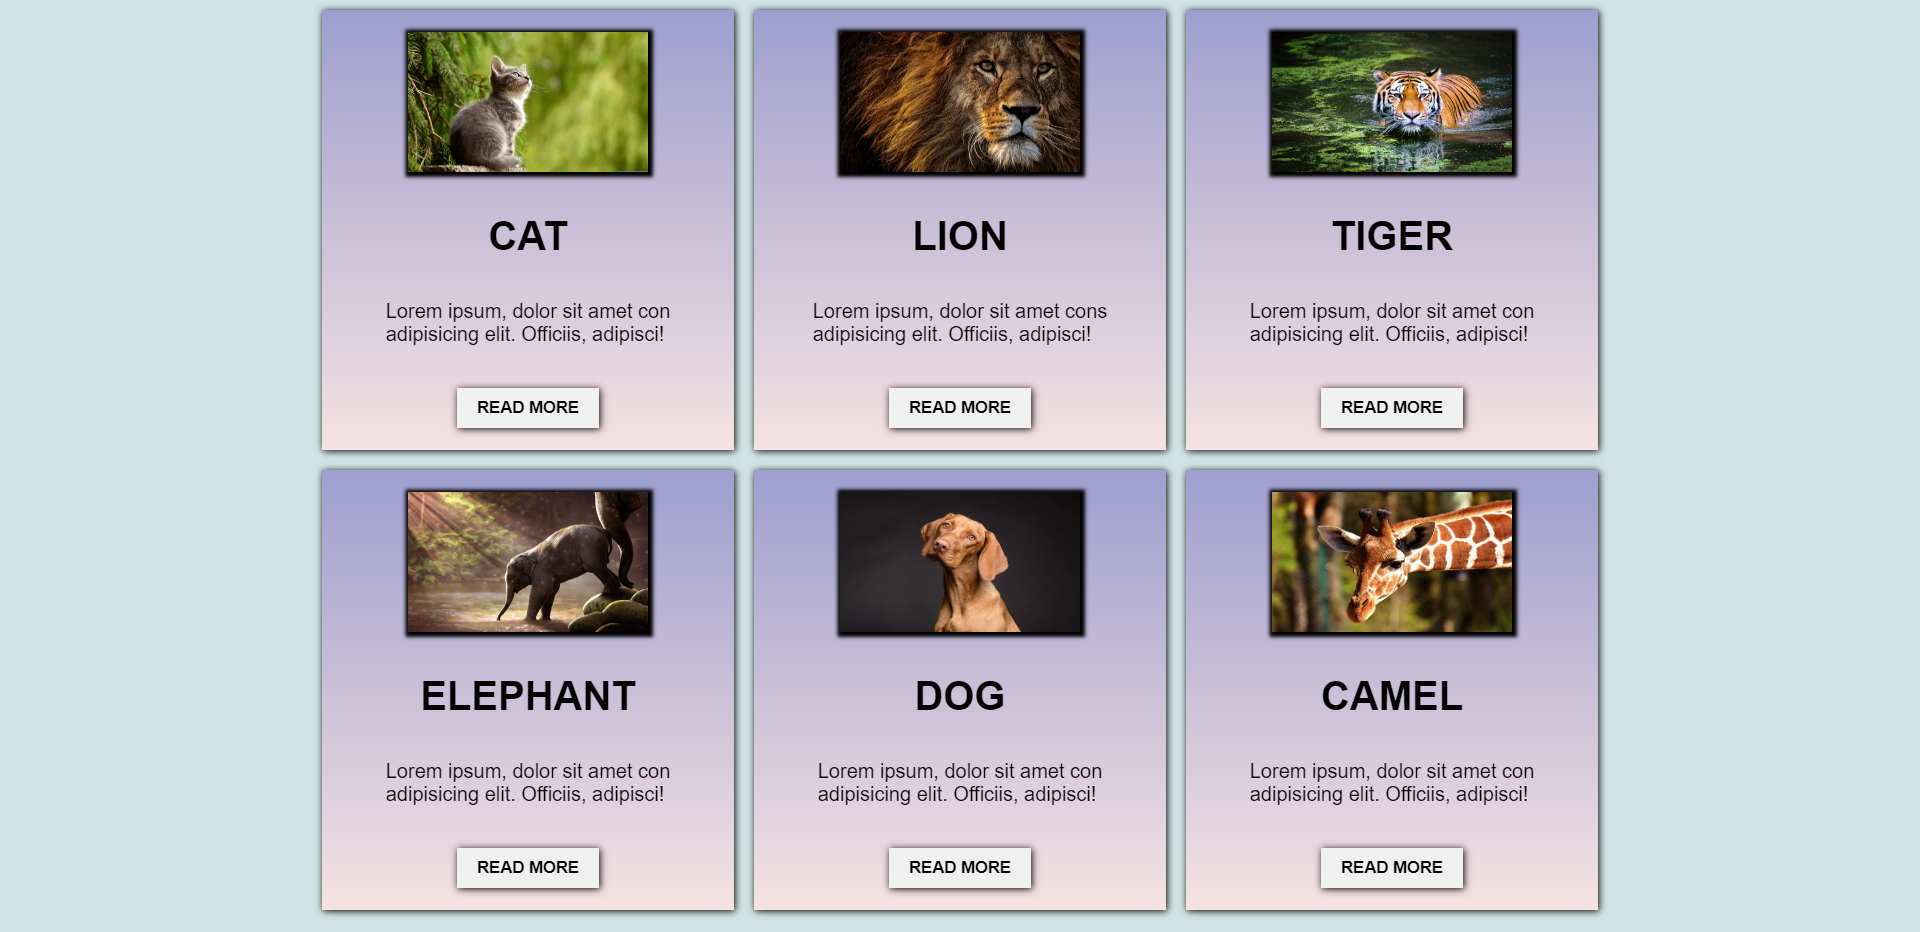 CAT
Lorem ipsum, dolor sit amet con
adipisicing elit. Officiis, adipisci!
READ MORE
LION
Lorem ipsum, dolor sit amet cons
adipisicing elit. Officiis, adipisci!
READ MORE
TIGER
Lorem ipsum, dolor sit amet con
adipisicing elit. Officiis, adipisci!
READ MORE
ELEPHANT
Lorem ipsum, dolor sit amet con
adipisicing elit. Officiis, adipisci!
READ MORE
DOG
Lorem ipsum, dolor sit amet con
adipisicing elit. Officiis, adipisci!
READ MORE
CAMEL
Lorem ipsum, dolor sit amet con
adipisicing elit. Officiis, adipisci!
READ MORE